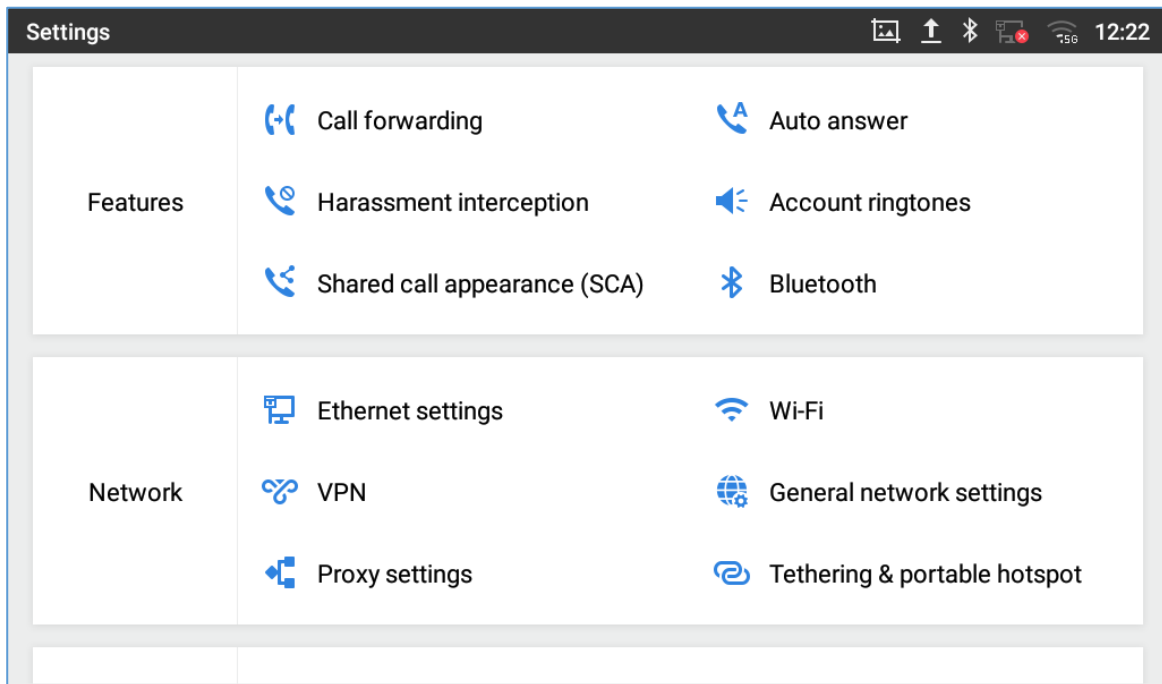 Settings 5G 12:22
Call forwarding A Auto answer
Features Harassment interception Account ringtones
Shared call appearance (SCA) Bluetooth
Ethernet settings Wi-Fi
Network VPN General network settings
Proxy settings Tethering & portable hotspot